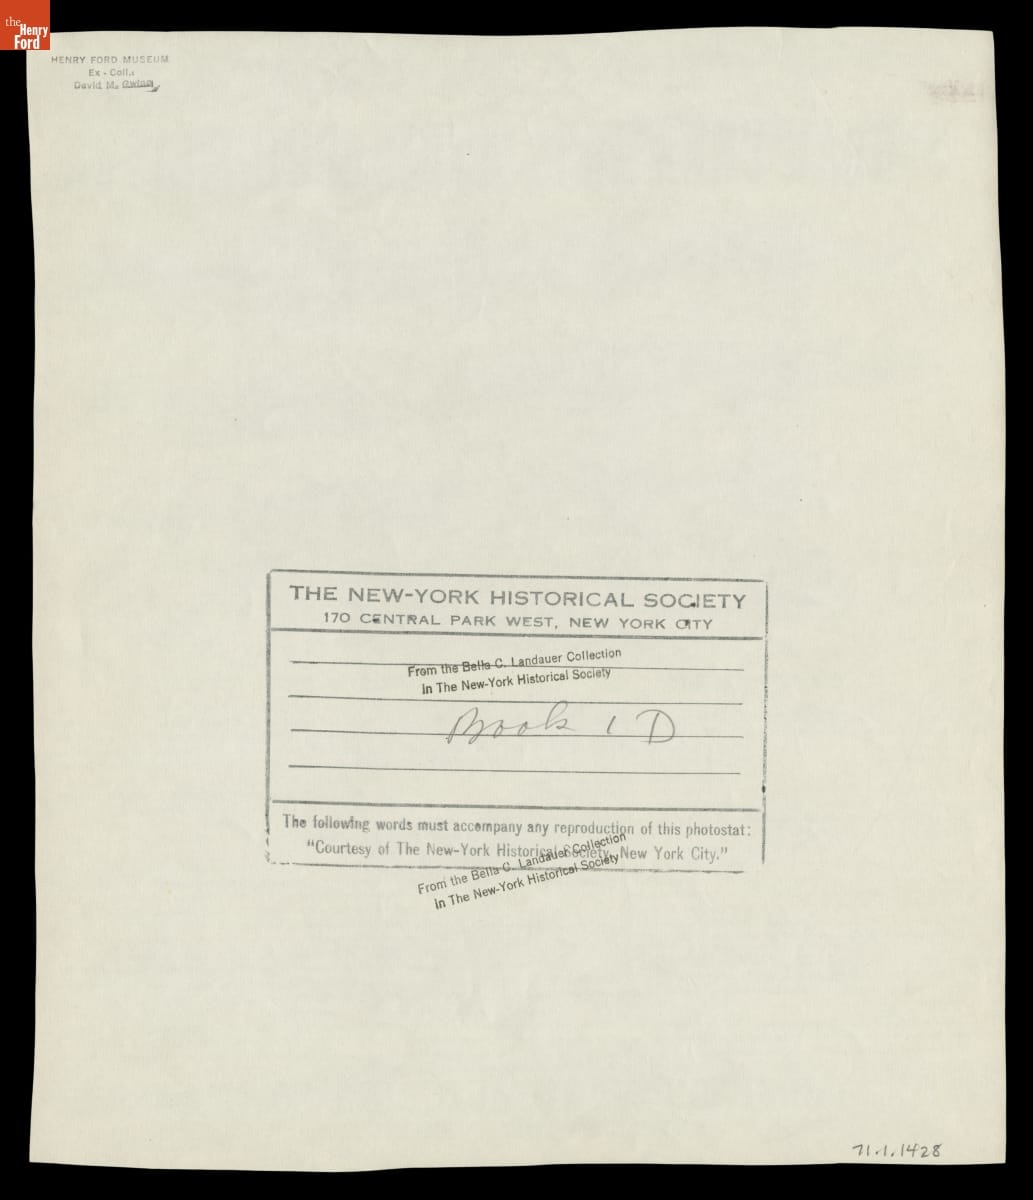 the
Henry
Ford
HENRY FORD MUSEUM
Ex - Coll.:
David M.
THE NEW-YORK HISTORICAL SOCIETY
170 CENTRAL PARK WEST, NEW YORK CITY
From the Bella C. Landauer Collection
In The New-York Historical Society
Book 1 D
The following words must accompany any reproduction of this photostat:
"Courtesy of The New-York Historical Society, New York City."
From the Bella C. Landauer Collection
In The New-York Historical Society
71.1.1428